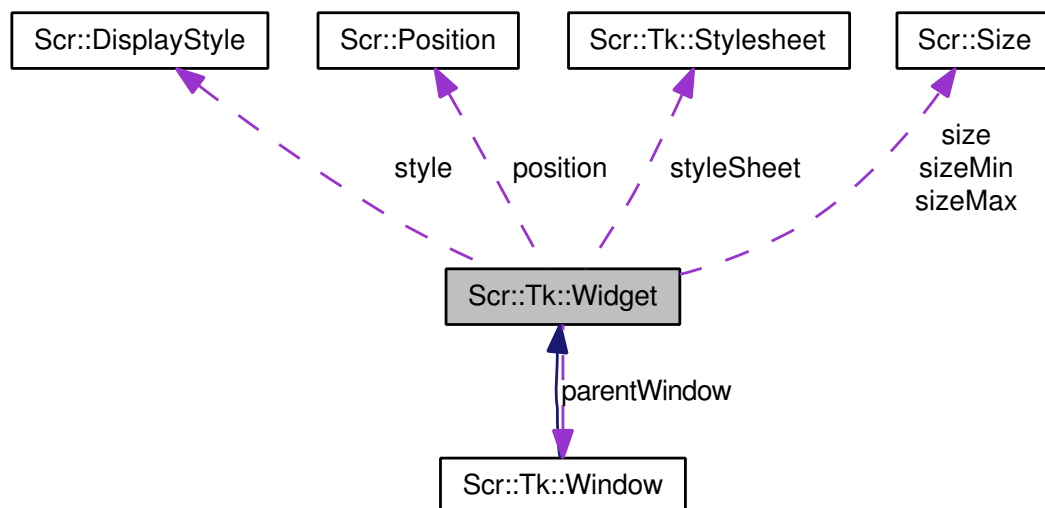 Scr::DisplayStyle
Scr::Position
Scr::Tk::Stylesheet
Scr::Size
style
position
styleSheet
size
sizeMin
sizeMax
Scr::Tk::Widget
parentWindow
Scr::Tk::Window